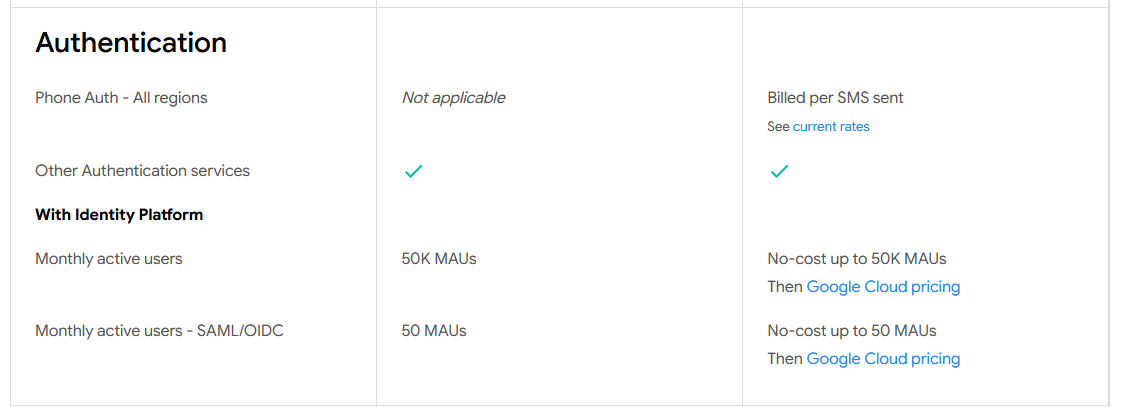 Authentication
Phone Auth - All regions
Not applicable
Billed per SMS sent
See current rates
Other Authentication services
With Identity Platform
Monthly active users
50K MAUs
No-cost up to 50K MAUs
Then Google Cloud pricing
Monthly active users - SAML/OIDC
50 MAUs
No-cost up to 50 MAUs
Then Google Cloud pricing